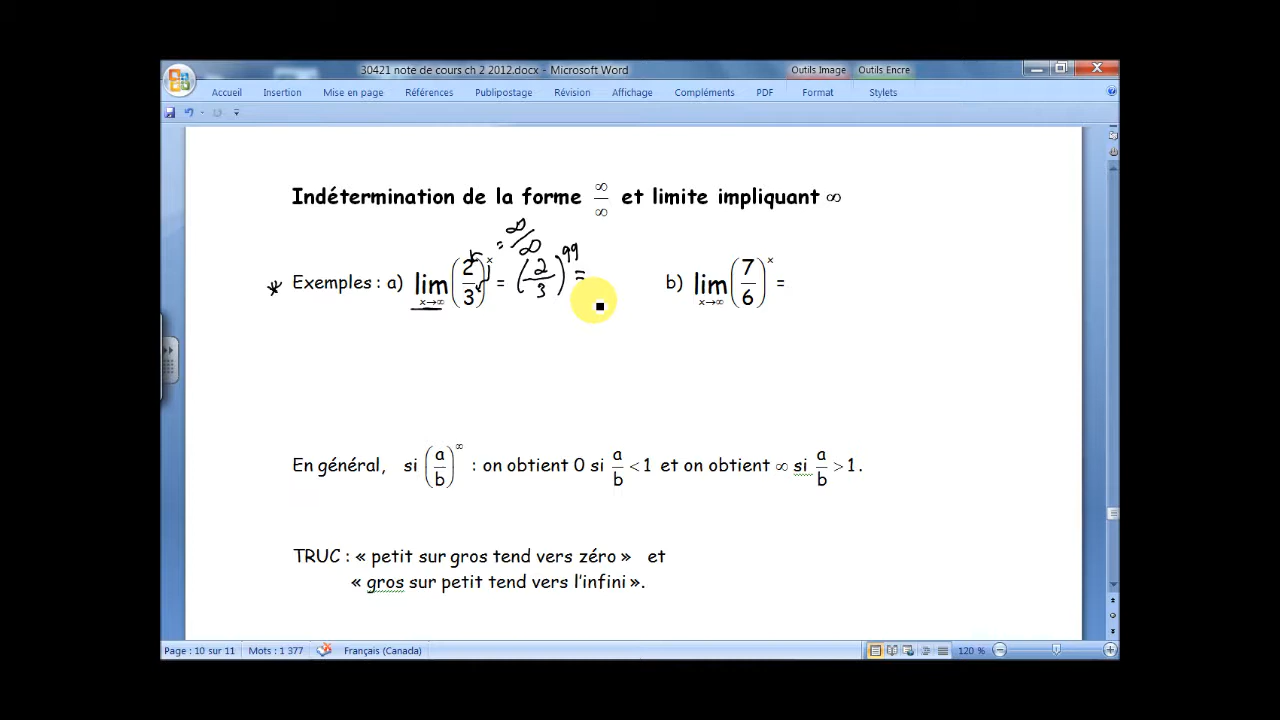 30421 note de cours ch 2 2012.docx - Microsoft Word
Outils Image
Outils Encre
Accueil
Insertion
Mise en page
Références
Publipostage
Révision
Affichage
Compléments
PDF
Format
Stylets
Indétermination de la forme ∞/∞ et limite impliquant ∞
= ∞/∞
Exemples : a) lim x→∞ (2/3)^x = (2/3)^99 =
b) lim x→∞ (7/6)^x =
En général, si (a/b)^∞ : on obtient 0 si a/b < 1 et on obtient ∞ si a/b > 1.
TRUC : « petit sur gros tend vers zéro » et
« gros sur petit tend vers l'infini ».
Page : 10 sur 11
Mots : 1 377
Français (Canada)
120 %